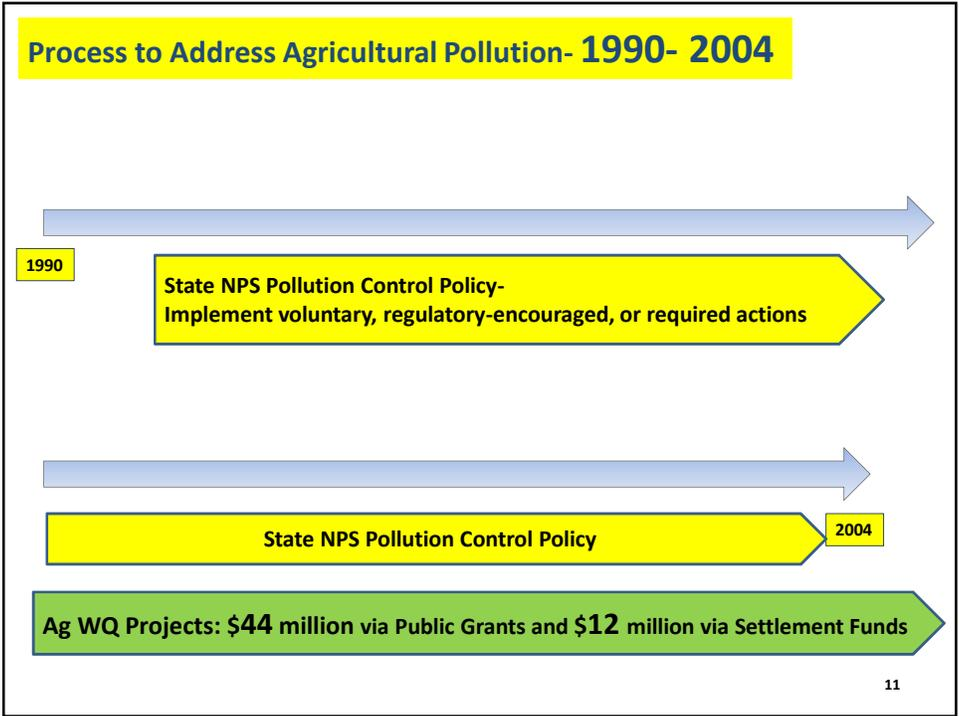 Process to Address Agricultural Pollution- 1990- 2004
1990
State NPS Pollution Control Policy-
Implement voluntary, regulatory-encouraged, or required actions
State NPS Pollution Control Policy
2004
Ag WQ Projects: $44 million via Public Grants and $12 million via Settlement Funds
11